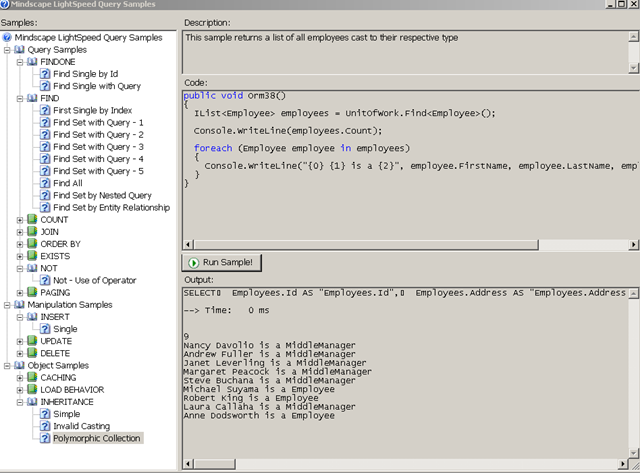 Mindscape LightSpeed Query Samples
Samples:
Mindscape LightSpeed Query Samples
Query Samples
FINDONE
Find Single by Id
Find Single with Query
FIND
First Single by Index
Find Set with Query - 1
Find Set with Query - 2
Find Set with Query - 3
Find Set with Query - 4
Find Set with Query - 5
Find All
Find Set by Nested Query
Find Set by Entity Relationship
COUNT
JOIN
ORDER BY
EXISTS
NOT
Not - Use of Operator
PAGING
Manipulation Samples
INSERT
Single
UPDATE
DELETE
Object Samples
CACHING
LOAD BEHAVIOR
INHERITANCE
Simple
Invalid Casting
Polymorphic Collection
Description:
This sample returns a list of all employees cast to their respective type
Code:
public void Orm38()
{
IList<Employee> employees = UnitOfWork.Find<Employee>();
Console.WriteLine(employees.Count);
foreach (Employee employee in employees)
{
Console.WriteLine("{0} {1} is a {2}", employee.FirstName, employee.LastName, emp
}
}
Run Sample!
Output:
SELECT▯  Employees.Id AS "Employees.Id",▯  Employees.Address AS "Employees.Address
--> Time:   0 ms
9
Nancy Davolio is a MiddleManager
Andrew Fuller is a MiddleManager
Janet Leverling is a MiddleManager
Margaret Peacock is a MiddleManager
Steve Buchana is a MiddleManager
Michael Suyama is a Employee
Robert King is a Employee
Laura Callaha is a MiddleManager
Anne Dodsworth is a Employee